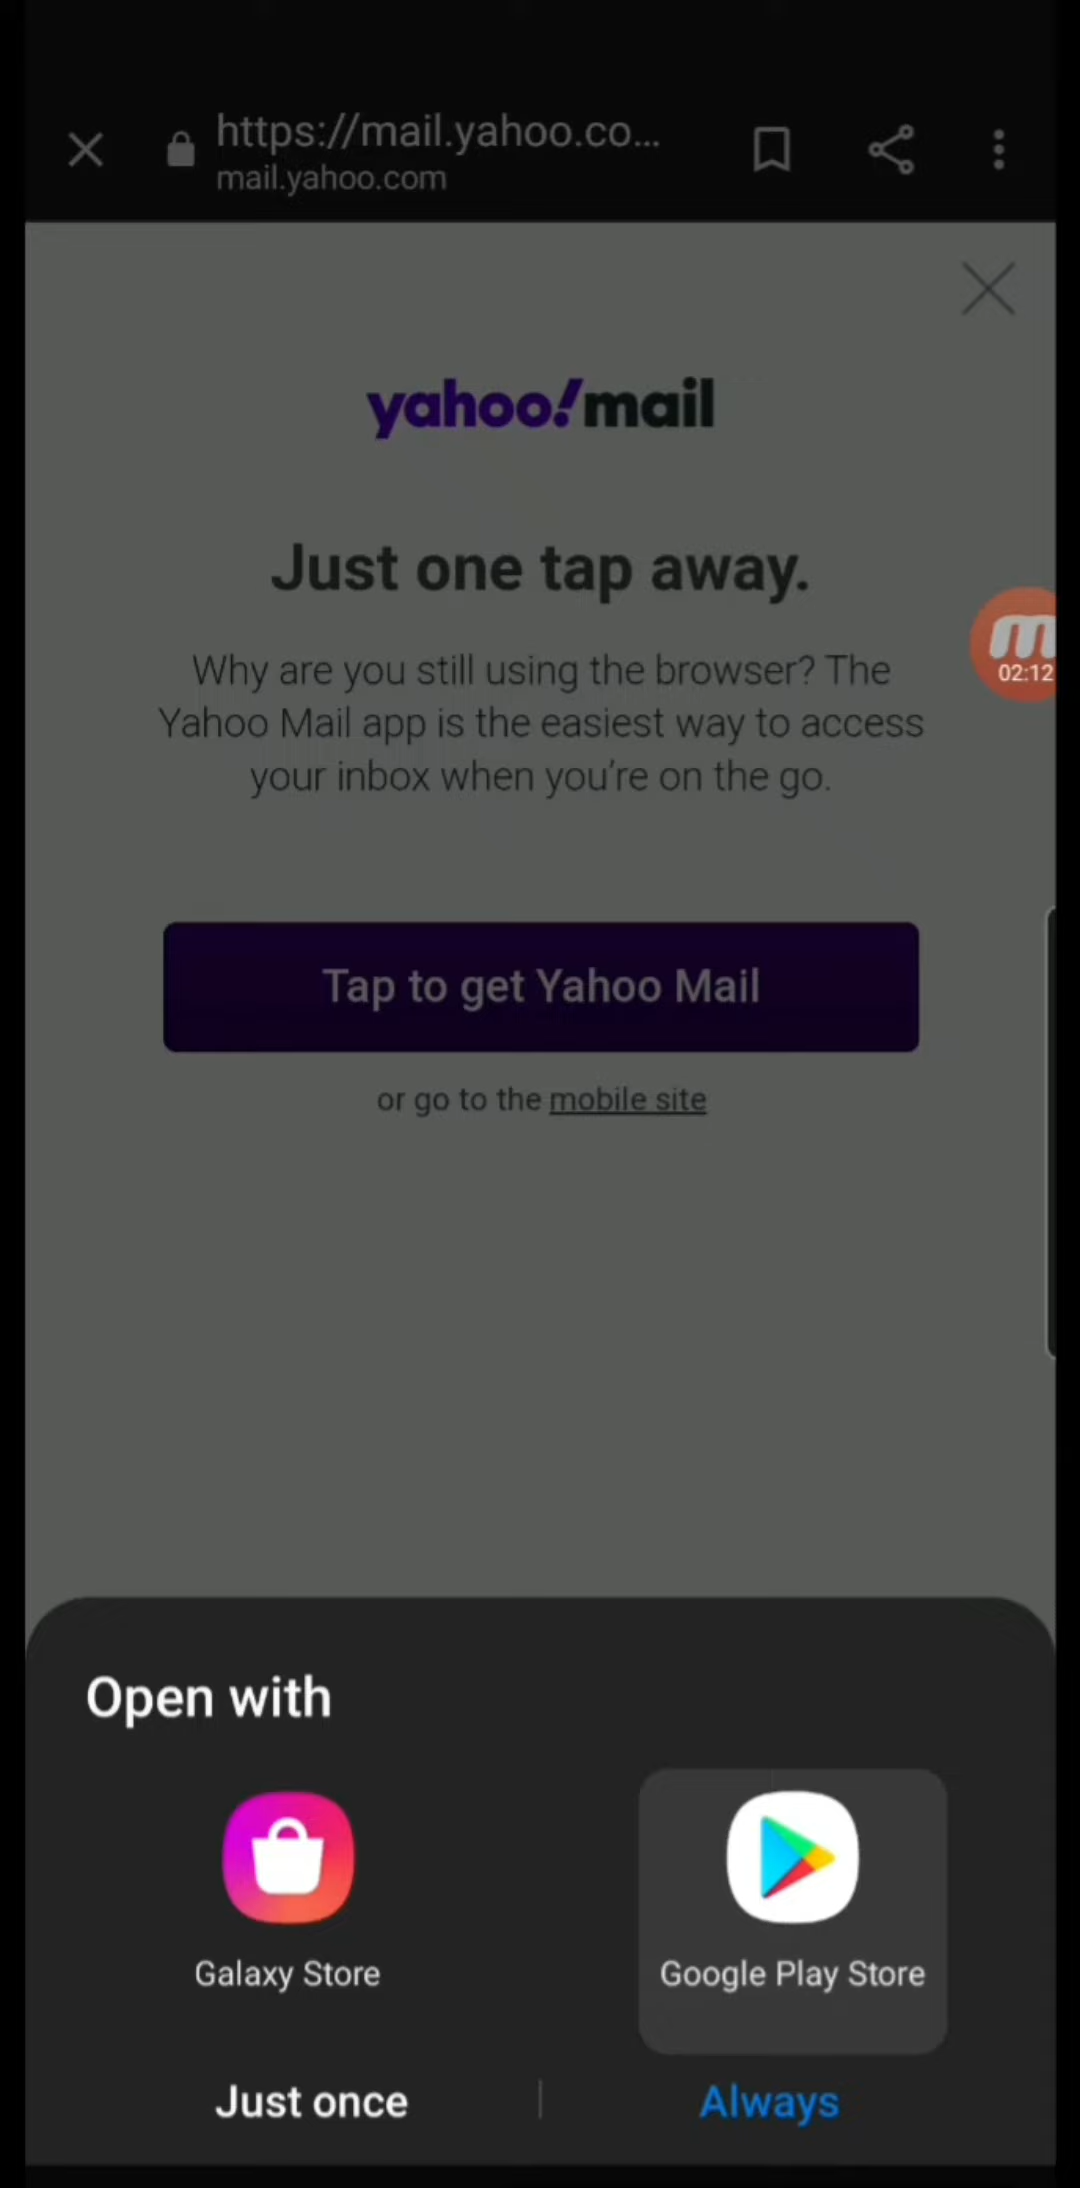 https://mail.yahoo.co...
mail.yahoo.com
yahoo!mail
Just one tap away.
Why are you still using the browser? The
Yahoo Mail app is the easiest way to access
your inbox when you’re on the go.
02:12
Tap to get Yahoo Mail
or go to the mobile site
Open with
Galaxy Store
Google Play Store
Just once
Always